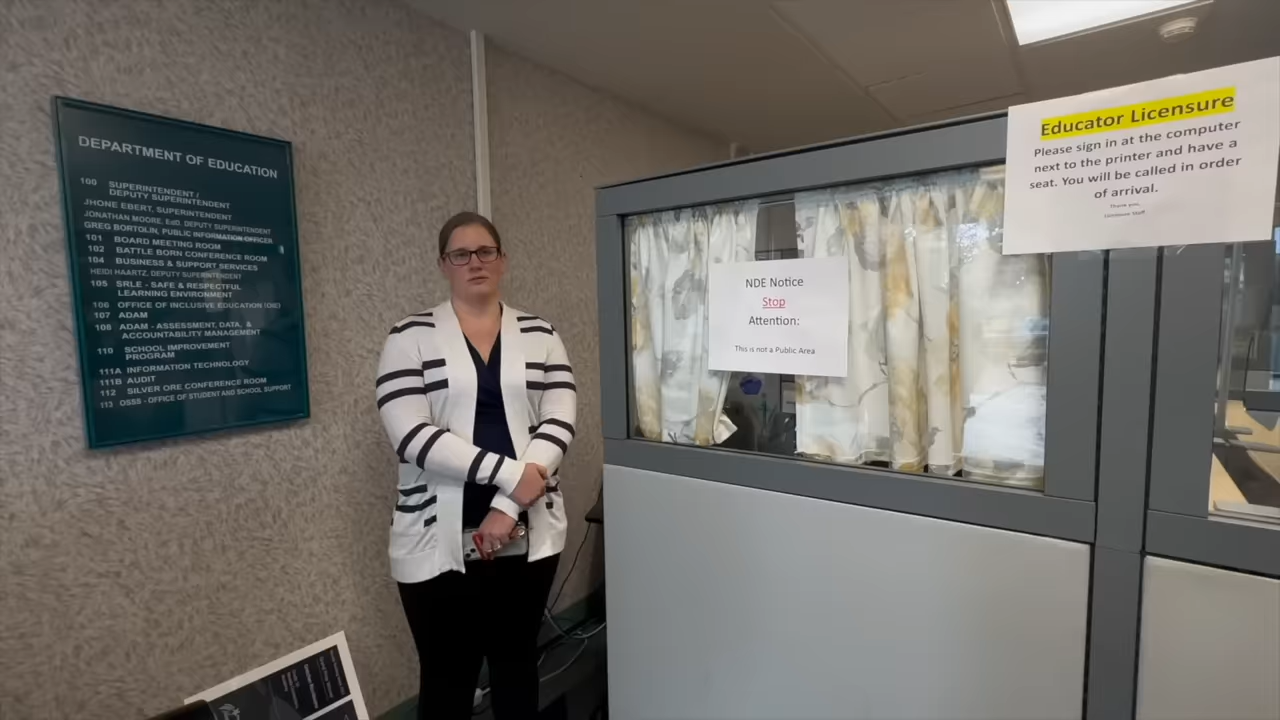 DEPARTMENT OF EDUCATION
100 SUPERINTENDENT /
DEPUTY SUPERINTENDENT
JHONE EBERT, SUPERINTENDENT
JONATHAN MOORE, EdD, DEPUTY SUPERINTENDENT
GREG BORTOLIN, PUBLIC INFORMATION OFFICER
101 BOARD MEETING ROOM
102 BATTLE BORN CONFERENCE ROOM
104 BUSINESS & SUPPORT SERVICES
HEIDI HAARTZ, DEPUTY SUPERINTENDENT
105 SRLE - SAFE & RESPECTFUL
LEARNING ENVIRONMENT
106 OFFICE OF INCLUSIVE EDUCATION
107 ADAM
108 ADAM - ASSESSMENT, DATA, &
ACCOUNTABILITY MANAGEMENT
110 SCHOOL IMPROVEMENT
PROGRAM
111A INFORMATION TECHNOLOGY
111B AUDIT
112 SILVER ORE CONFERENCE ROOM
113 OSSS - OFFICE OF STUDENT AND SCHOOL SUPPORT
NDE Notice
Stop
Attention:
This is not a Public Area
Educator Licensure
Please sign in at the computer
next to the printer and have a
seat. You will be called in order
of arrival.
Thank you,
Staff